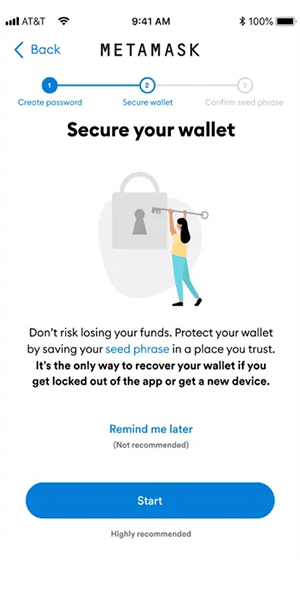 AT&T 9:41 AM 100%
Back METAMASK
1 2 3
Create password Secure wallet Confirm seed phrase
Secure your wallet
Don't risk losing your funds. Protect your wallet
by saving your seed phrase in a place you trust.
It's the only way to recover your wallet if you
get locked out of the app or get a new device.
Remind me later
(Not recommended)
Start
Highly recommended